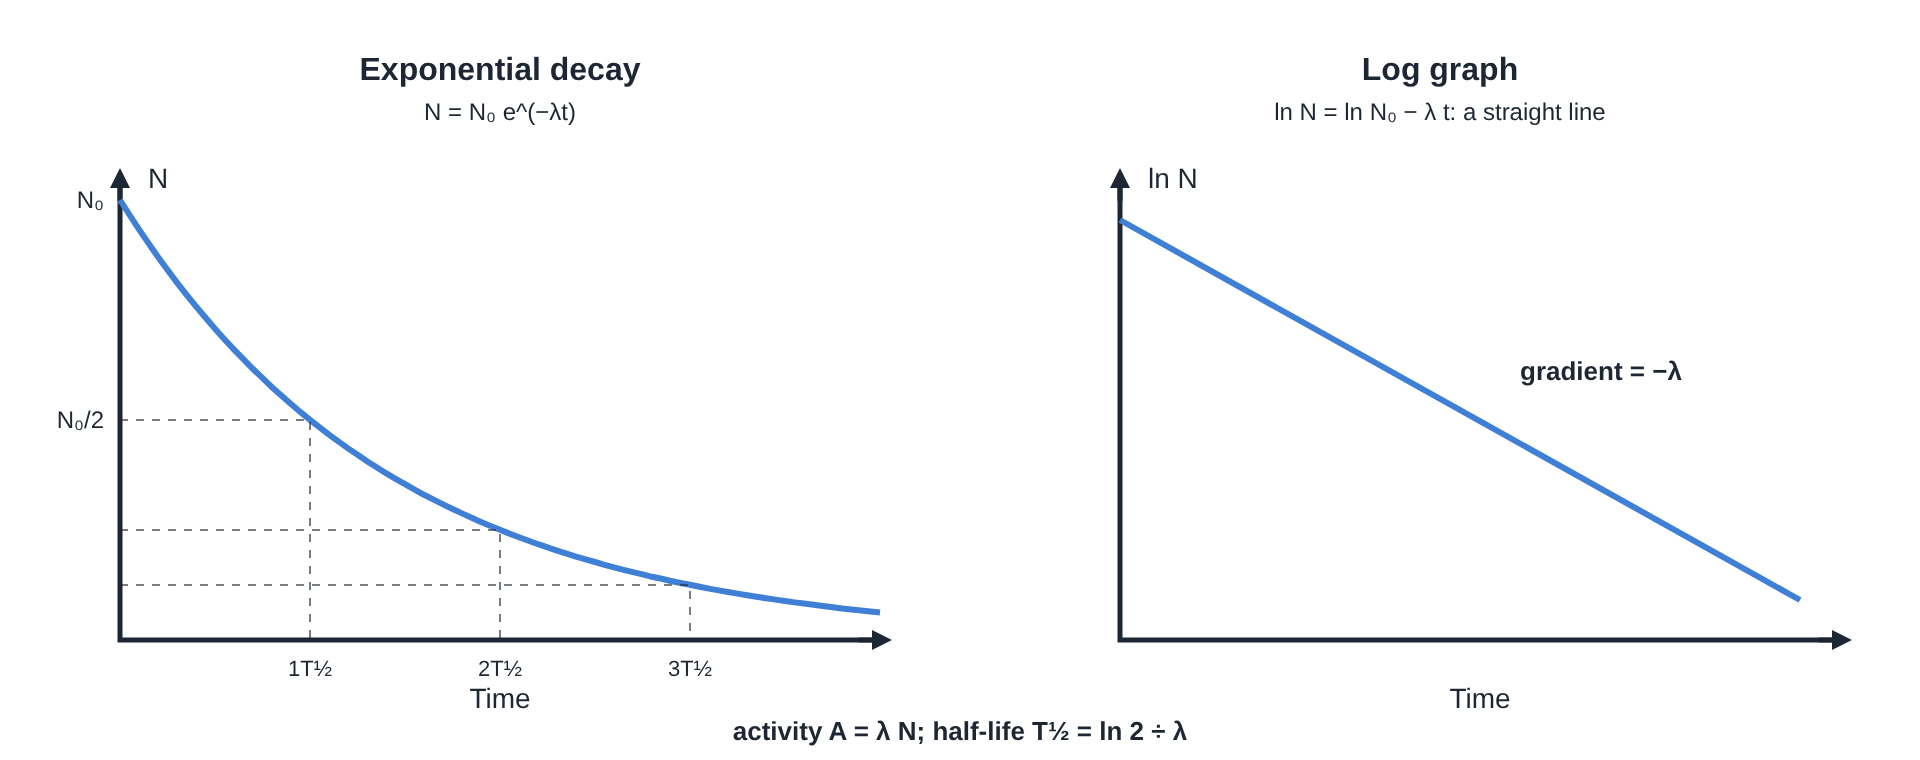 Exponential decay
N = N₀ e^(−λt)
N
N₀
N₀/2
1T½
2T½
3T½
Time
Log graph
ln N = ln N₀ − λ t: a straight line
ln N
gradient = −λ
Time
activity A = λ N; half-life T½ = ln 2 ÷ λ